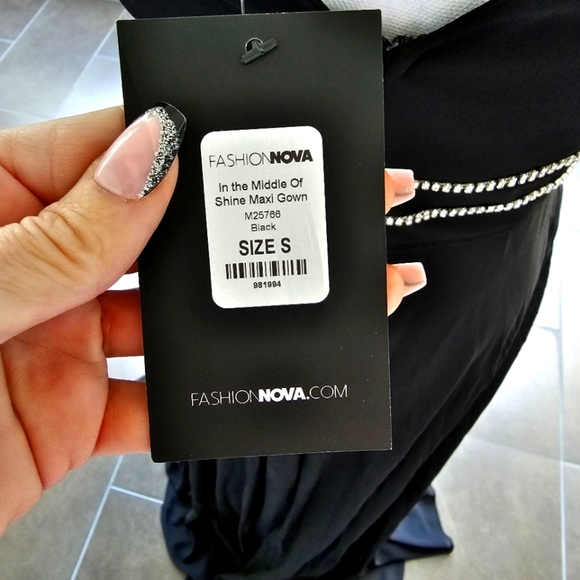 FASHIONNOVA
In the Middle Of
Shine Maxi Gown
M25766
Black
SIZE S
981994
FASHIONNOVA.COM